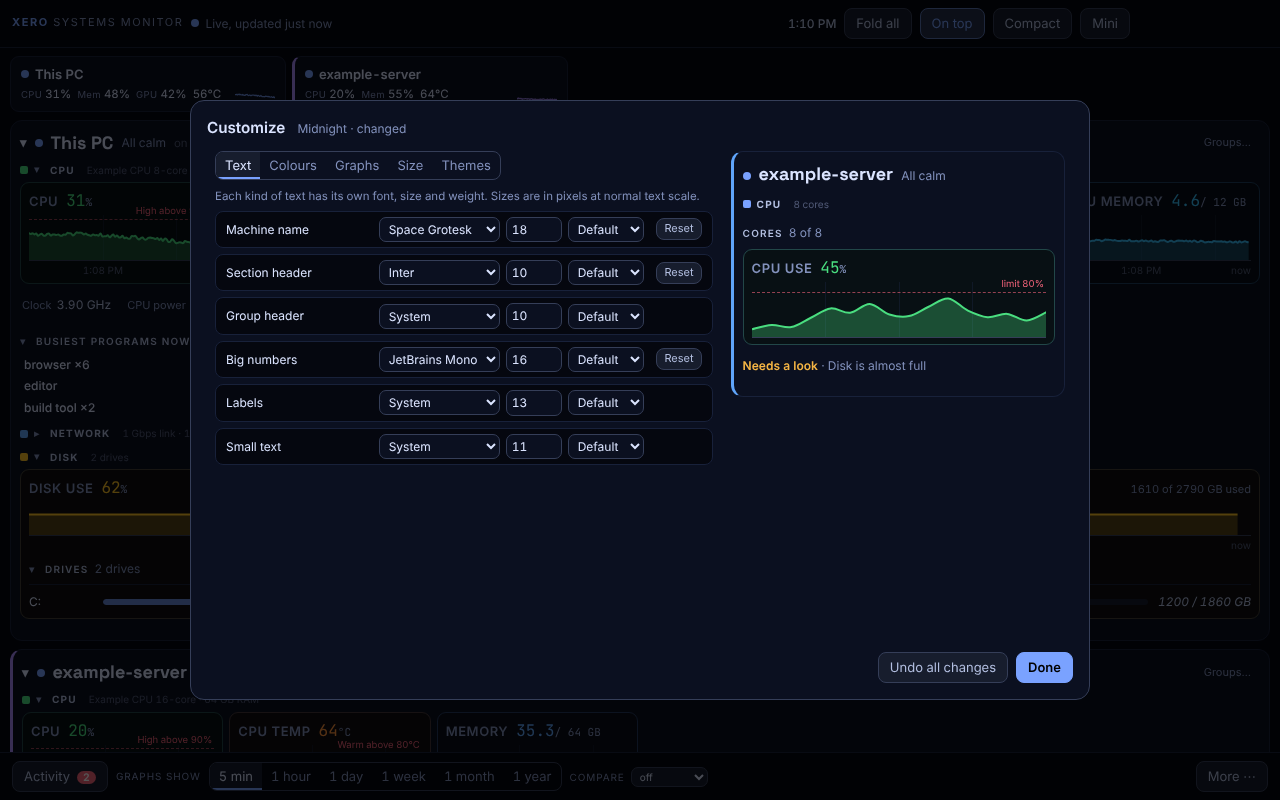 XERO SYSTEMS MONITOR Live, updated just now 1:10 PM Fold all On top Compact Mini
This PC
CPU 31% Mem 48% GPU 42% 56°C
example-server
CPU 20% Mem 55% 64°C
This PC All calm on
Groups...
CPU Example CPU 8-core
CPU 31%
High above
1:08 PM
MEMORY 4.6/ 12 GB
1:08 PM now
Clock 3.90 GHz CPU power
BUSIEST PROGRAMS NOW
browser ×6
editor
build tool ×2
NETWORK 1 Gbps link
DISK 2 drives
DISK USE 62%
1610 of 2790 GB used
now
DRIVES 2 drives
C: 1200 / 1860 GB
Customize Midnight · changed
Text Colours Graphs Size Themes
Each kind of text has its own font, size and weight. Sizes are in pixels at normal text scale.
Machine name Space Grotesk 18 Default Reset
Section header Inter 10 Default Reset
Group header System 10 Default
Big numbers JetBrains Mono 16 Default Reset
Labels System 13 Default
Small text System 11 Default
example-server All calm
CPU 8 cores
CORES 8 of 8
CPU USE 45%
limit 80%
Needs a look · Disk is almost full
Undo all changes Done
example-server
Groups...
CPU Example CPU 16-core
CPU 20%
High above 90%
CPU TEMP 64°C
Warm above 80°C
MEMORY 35.3/ 64 GB
Activity 2 GRAPHS SHOW 5 min 1 hour 1 day 1 week 1 month 1 year COMPARE off More ···